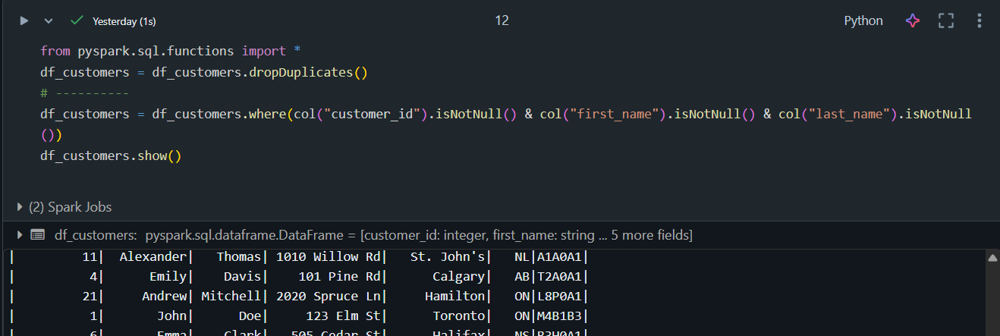 Yesterday (1s) 12 Python
from pyspark.sql.functions import *
df_customers = df_customers.dropDuplicates()
# ----------
df_customers = df_customers.where(col("customer_id").isNotNull() & col("first_name").isNotNull() & col("last_name").isNotNull
())
df_customers.show()
(2) Spark Jobs
df_customers: pyspark.sql.dataframe.DataFrame = [customer_id: integer, first_name: string ... 5 more fields]
| 11| Alexander| Thomas| 1010 Willow Rd| St. John's| NL|A1A0A1|
| 4| Emily| Davis| 101 Pine Rd| Calgary| AB|T2A0A1|
| 21| Andrew| Mitchell| 2020 Spruce Ln| Hamilton| ON|L8P0A1|
| 1| John| Doe| 123 Elm St| Toronto| ON|M4B1B3|
| 6| Emma| Clark| 505 Cedar St| Halifax| NS|B3H0A1|